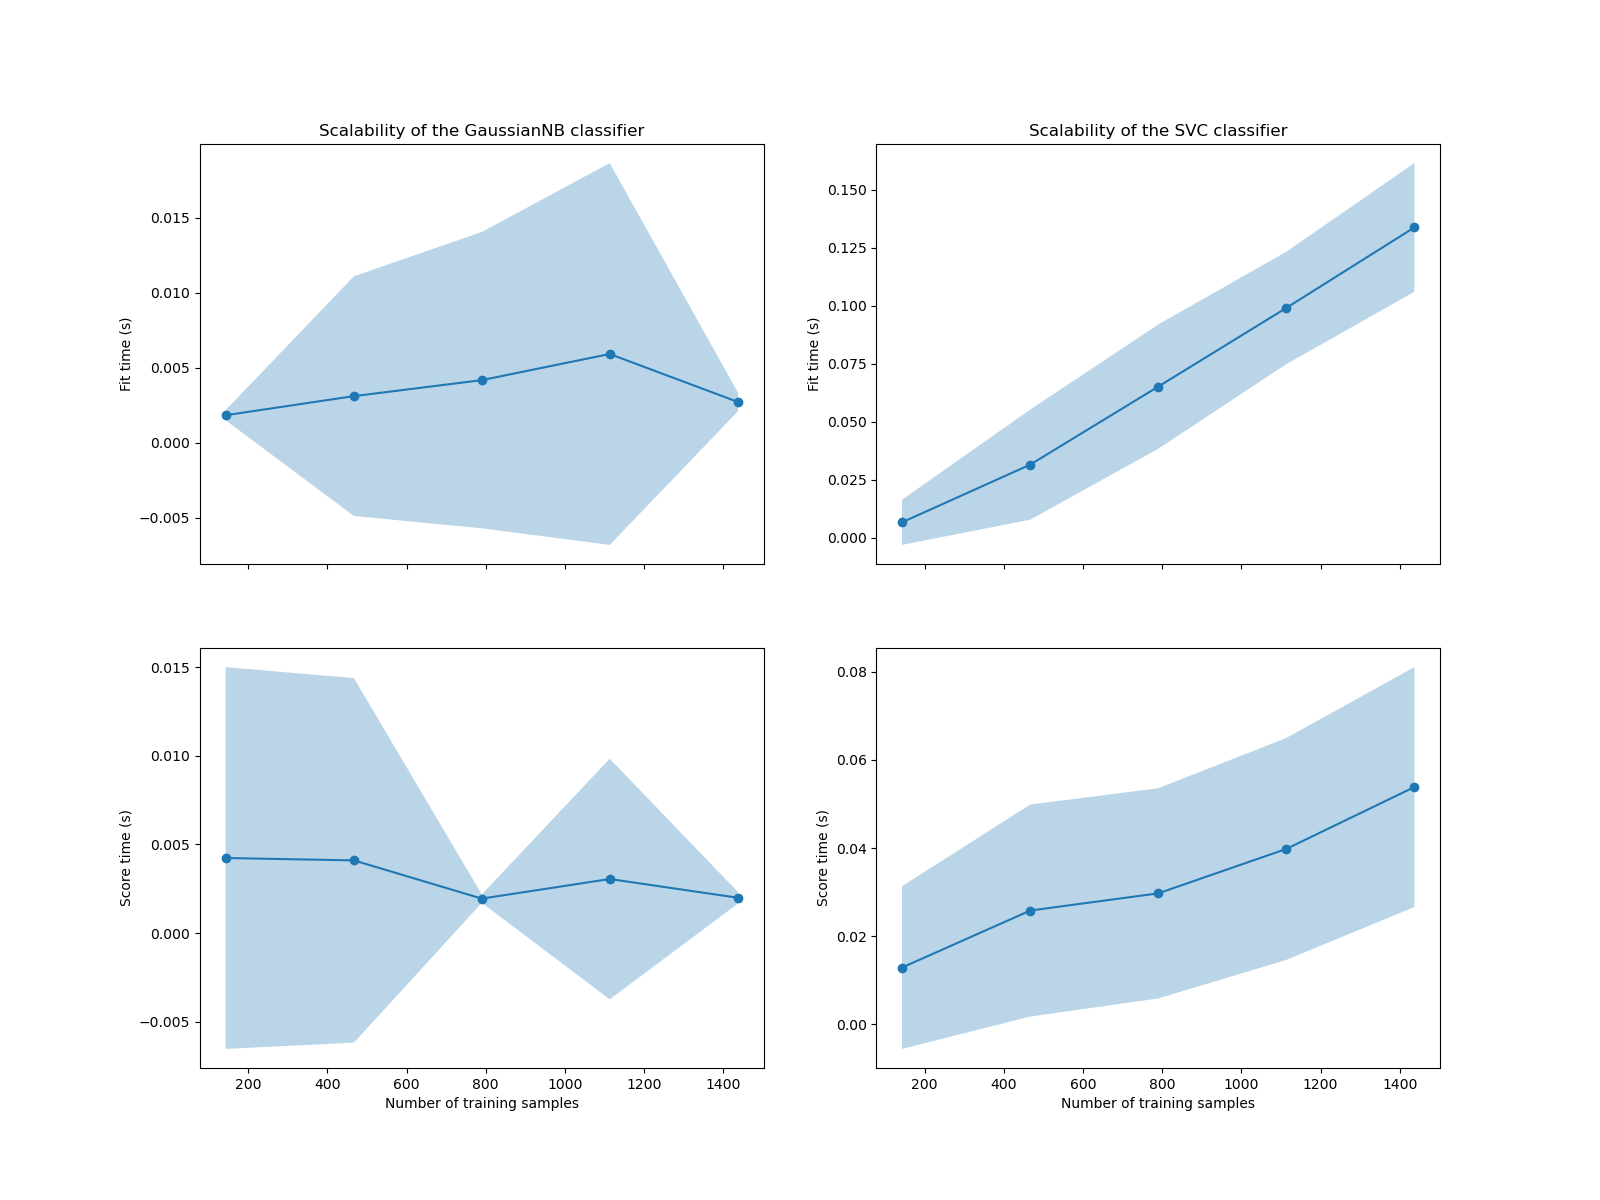 Scalability of the GaussianNB classifier
Fit time (s)
0.015
0.010
0.005
0.000
−0.005
Scalability of the SVC classifier
Fit time (s)
0.150
0.125
0.100
0.075
0.050
0.025
0.000
Score time (s)
0.015
0.010
0.005
0.000
−0.005
200 400 600 800 1000 1200 1400
Number of training samples
Score time (s)
0.08
0.06
0.04
0.02
0.00
200 400 600 800 1000 1200 1400
Number of training samples